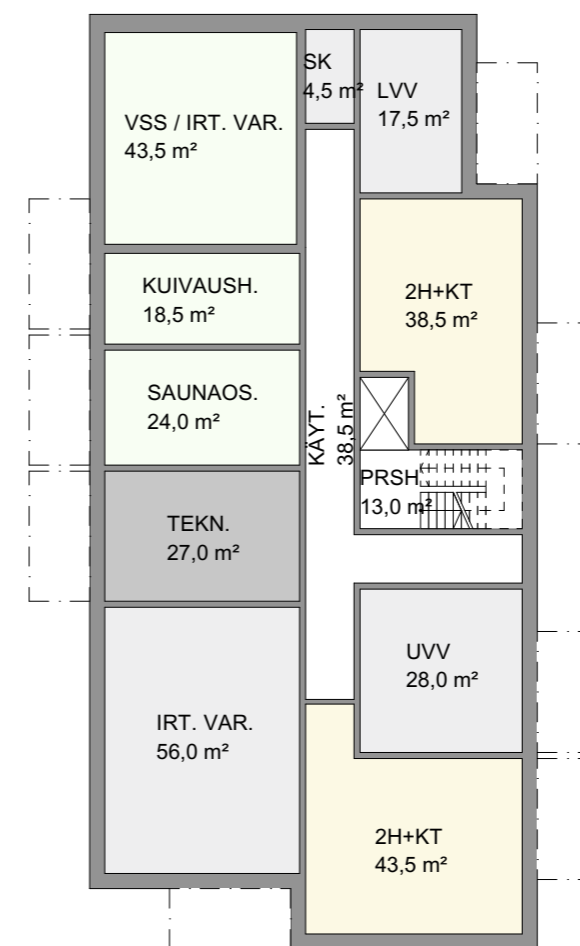 SK
4,5 m²
LVV
17,5 m²
VSS / IRT. VAR.
43,5 m²
KUIVAUSH.
18,5 m²
2H+KT
38,5 m²
SAUNAOS.
24,0 m²
KÄYT.
38,5 m²
PRSH
13,0 m²
TEKN.
27,0 m²
UVV
28,0 m²
IRT. VAR.
56,0 m²
2H+KT
43,5 m²